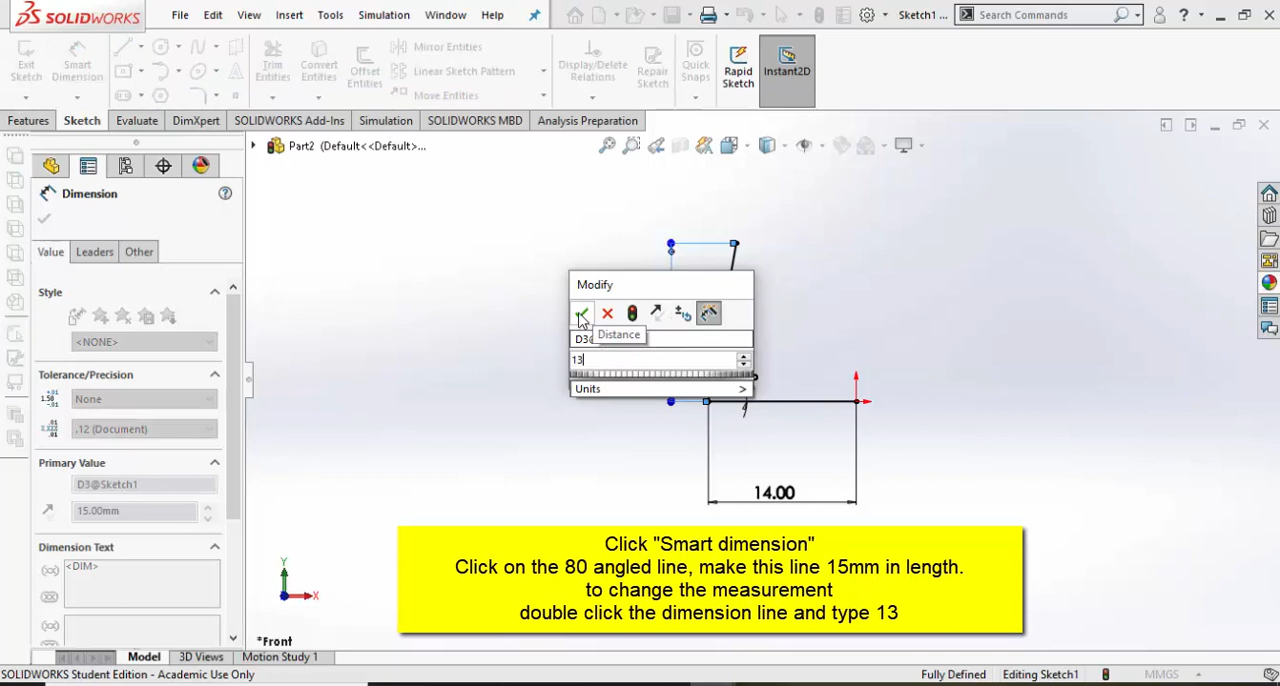 SOLIDWORKS File Edit View Insert Tools Simulation Window Help Sketch1 ... Search Commands ?
Exit Sketch Smart Dimension Trim Entities Convert Entities Offset Entities Mirror Entities Linear Sketch Pattern Move Entities Display/Delete Relations Repair Sketch Quick Snaps Rapid Sketch Instant2D
Features Sketch Evaluate DimXpert SOLIDWORKS Add-Ins Simulation SOLIDWORKS MBD Analysis Preparation
Part2 (Default<<Default>...
Dimension
Value Leaders Other
Style
<NONE>
Tolerance/Precision
None
.12 (Document)
Primary Value
D3@Sketch1
15.00mm
Dimension Text
<DIM>
Modify
Distance
13
Units >
14.00
Click "Smart dimension"
Click on the 80 angled line, make this line 15mm in length.
to change the measurement
double click the dimension line and type 13
Y
X
*Front
Model 3D Views Motion Study 1
SOLIDWORKS Student Edition - Academic Use Only Fully Defined Editing Sketch1 MMGS